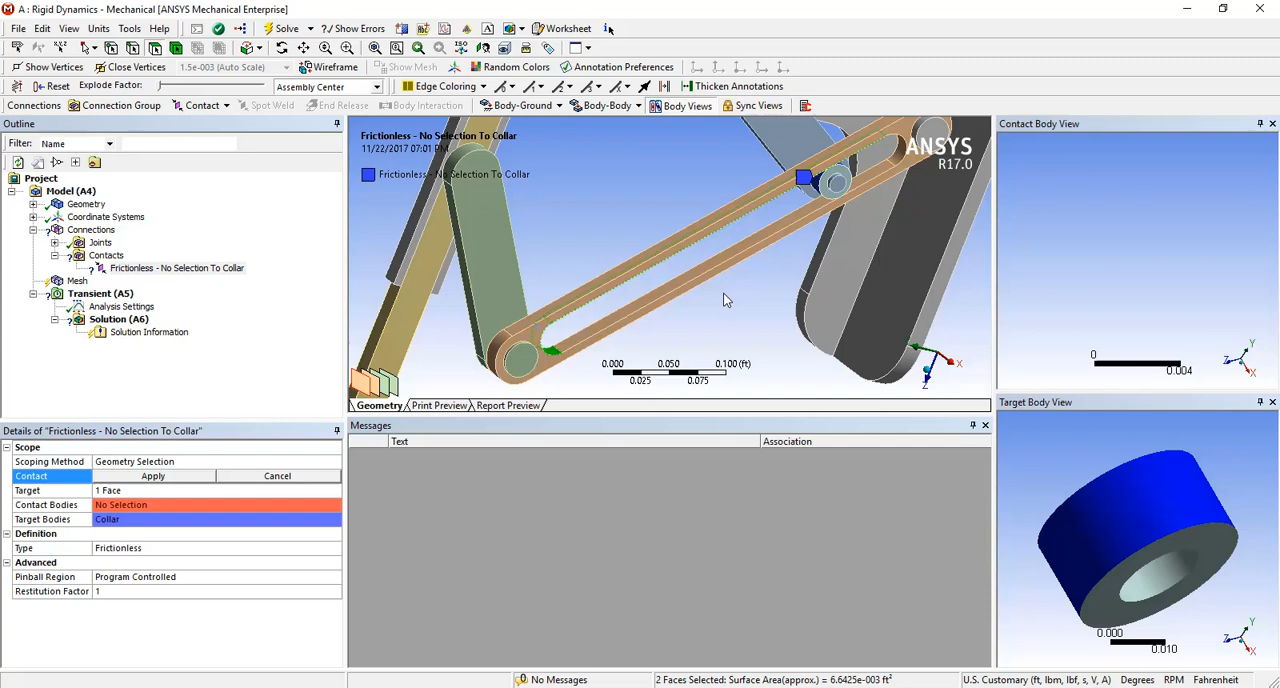 A : Rigid Dynamics - Mechanical [ANSYS Mechanical Enterprise]
File Edit View Units Tools Help Solve ?/ Show Errors Worksheet
Show Vertices Close Vertices 1.5e-003 (Auto Scale) Wireframe Show Mesh Random Colors Annotation Preferences
Reset Explode Factor: Assembly Center Edge Coloring Thicken Annotations
Connections Connection Group Contact Spot Weld End Release Body Interaction Body-Ground Body-Body Body Views Sync Views
Outline
Filter: Name
Project
Model (A4)
Geometry
Coordinate Systems
Connections
Joints
Contacts
Frictionless - No Selection To Collar
Mesh
Transient (A5)
Analysis Settings
Solution (A6)
Solution Information
Details of "Frictionless - No Selection To Collar"
Scope
Scoping Method Geometry Selection
Contact Apply Cancel
Target 1 Face
Contact Bodies No Selection
Target Bodies Collar
Definition
Type Frictionless
Advanced
Pinball Region Program Controlled
Restitution Factor 1
Frictionless - No Selection To Collar
11/22/2017 07:01 PM
Frictionless - No Selection To Collar
ANSYS
R17.0
0.000 0.050 0.100 (ft)
0.025 0.075
X
Z
Geometry Print Preview Report Preview
Messages
Text Association
Contact Body View
0
0.004
Y
Z
X
Target Body View
0.000
0.010
Y
Z
X
No Messages 2 Faces Selected: Surface Area(approx.) = 6.6425e-003 ft² U.S. Customary (ft, lbm, lbf, s, V, A) Degrees RPM Fahrenheit